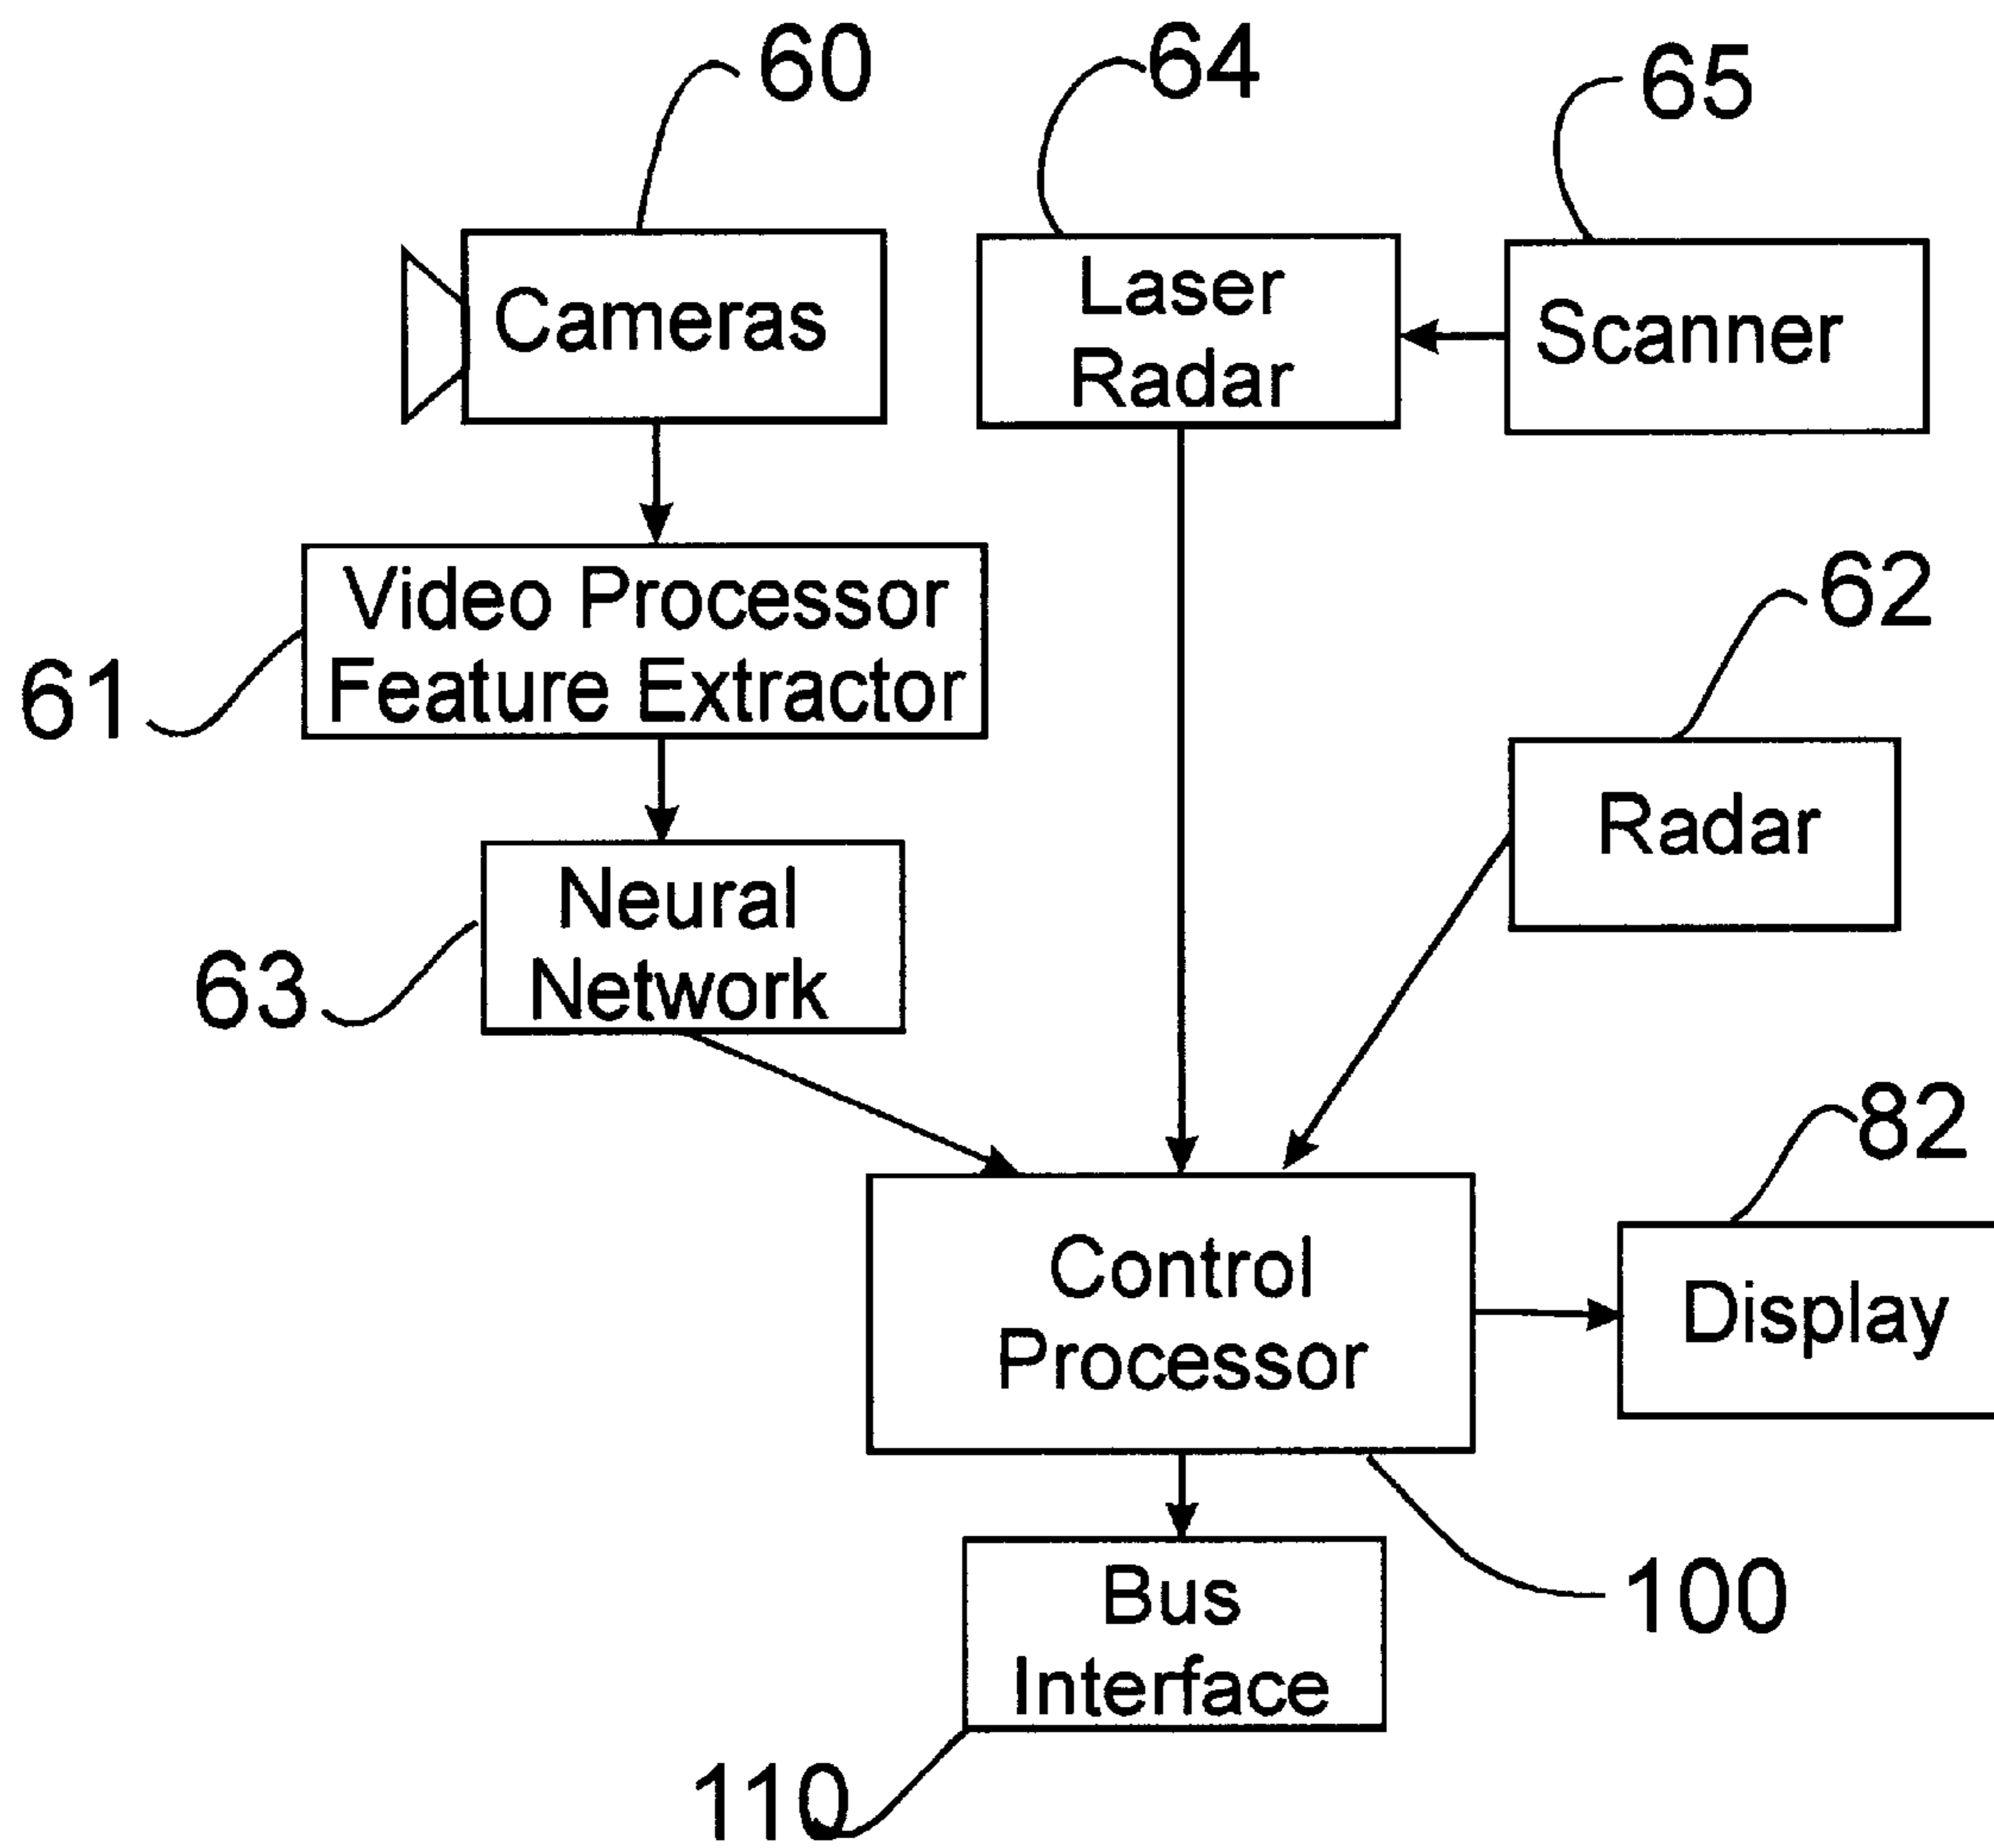 60
64
65
Cameras
Laser
Radar
Scanner
Video Processor
Feature Extractor
61
62
Radar
Neural
Network
63
82
Control
Processor
Display
100
Bus
Interface
110